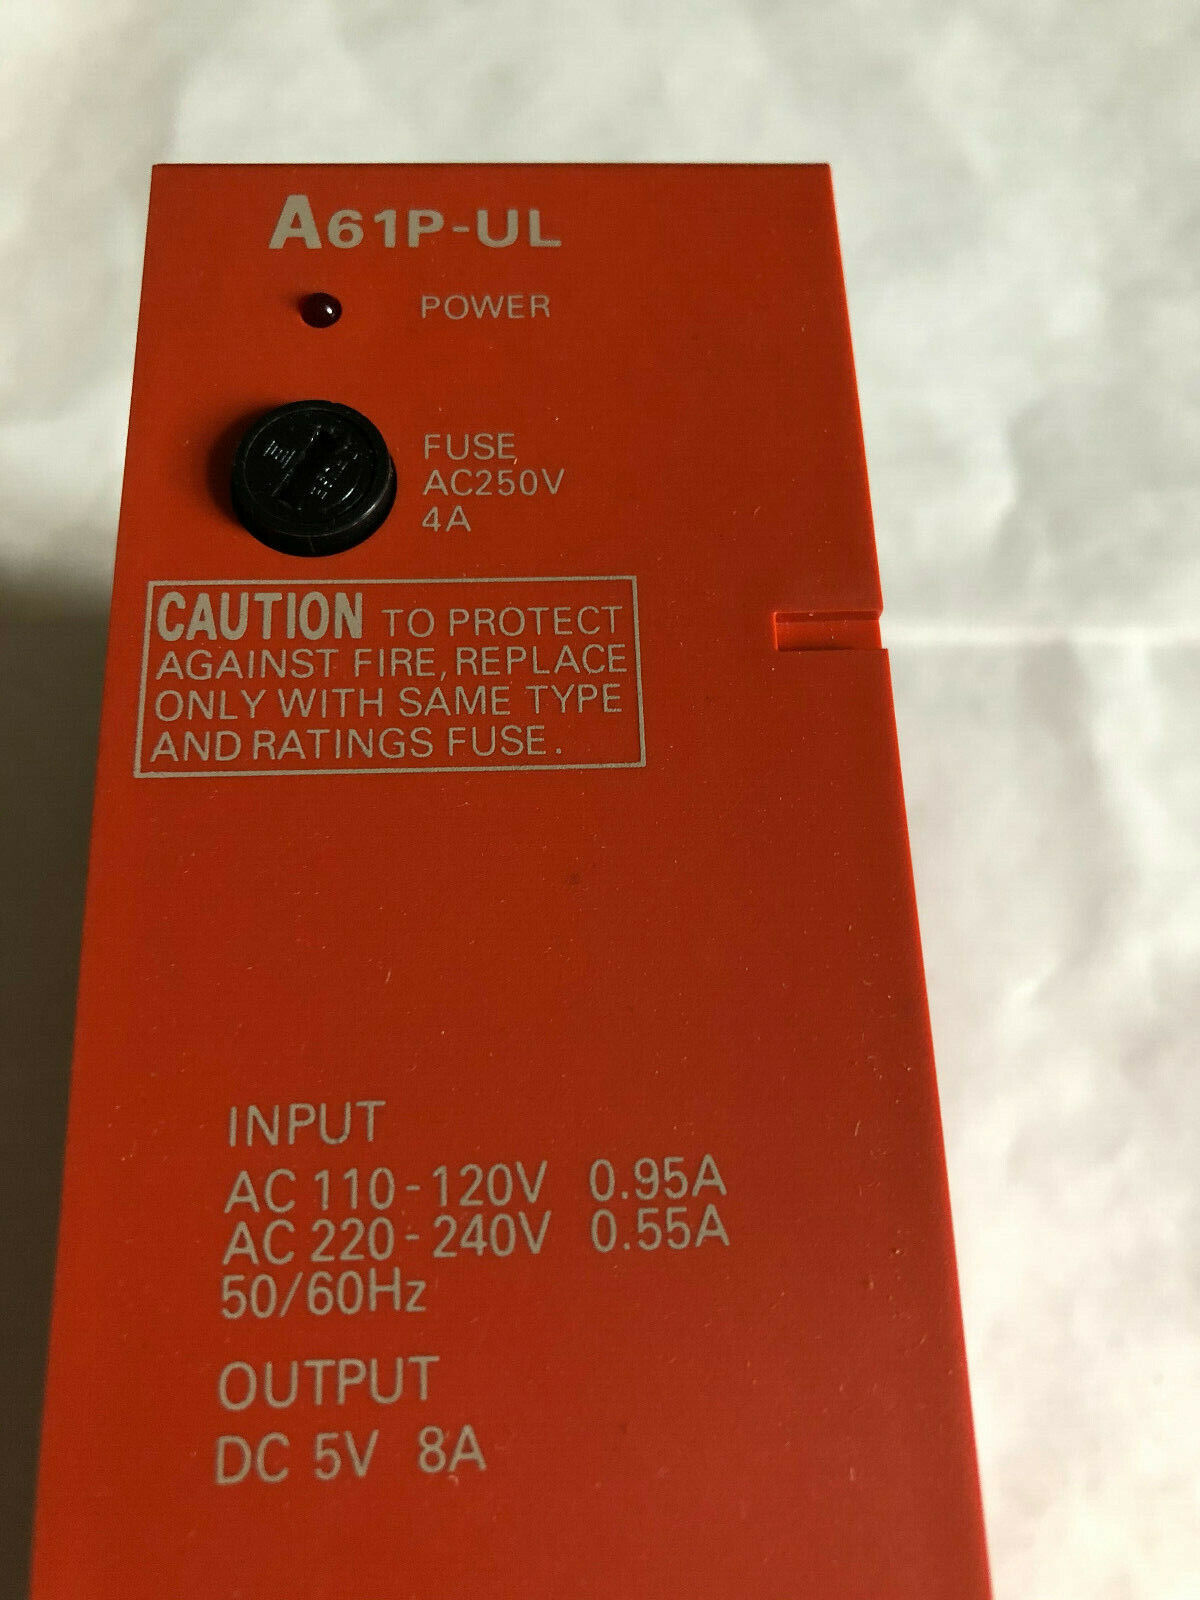 A61P-UL
POWER
FUSE
AC250V
4A
CAUTION TO PROTECT
AGAINST FIRE, REPLACE
ONLY WITH SAME TYPE
AND RATINGS FUSE.
INPUT
AC 110-120V 0.95A
AC 220-240V 0.55A
50/60Hz
OUTPUT
DC 5V 8A